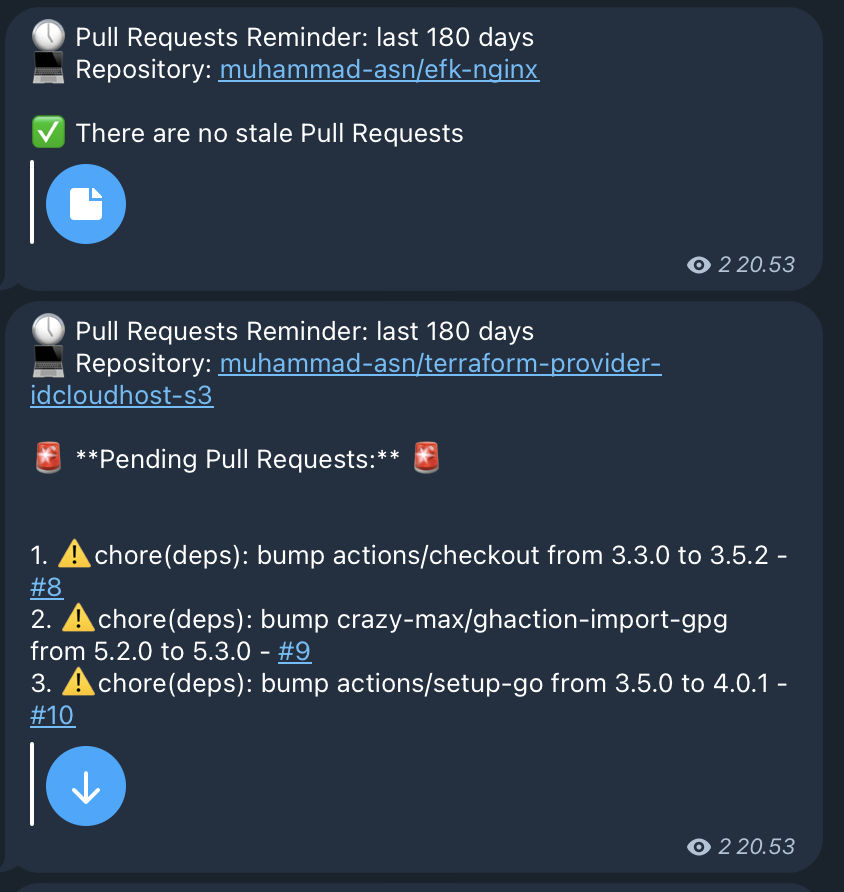 Pull Requests Reminder: last 180 days
Repository: muhammad-asn/efk-nginx
There are no stale Pull Requests
2 20.53
Pull Requests Reminder: last 180 days
Repository: muhammad-asn/terraform-provider-
idcloudhost-s3
**Pending Pull Requests:**
1. ⚠️chore(deps): bump actions/checkout from 3.3.0 to 3.5.2 -
#8
2. ⚠️chore(deps): bump crazy-max/ghaction-import-gpg
from 5.2.0 to 5.3.0 - #9
3. ⚠️chore(deps): bump actions/setup-go from 3.5.0 to 4.0.1 -
#10
2 20.53